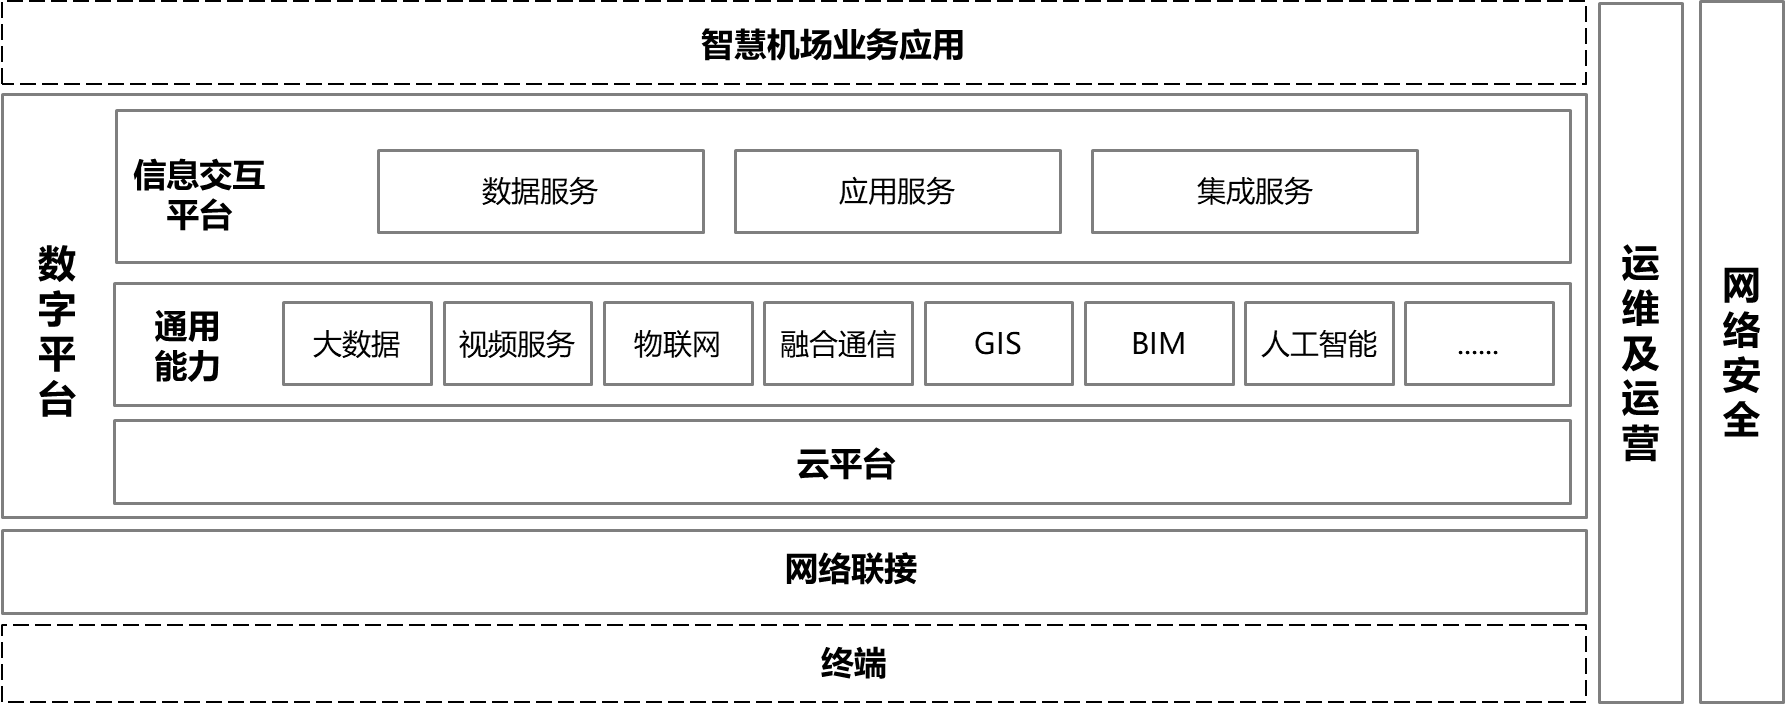 智慧机场业务应用
数字平台
信息交互
平台
数据服务
应用服务
集成服务
通用
能力
大数据
视频服务
物联网
融合通信
GIS
BIM
人工智能
......
云平台
网络联接
终端
运维及运营
网络安全